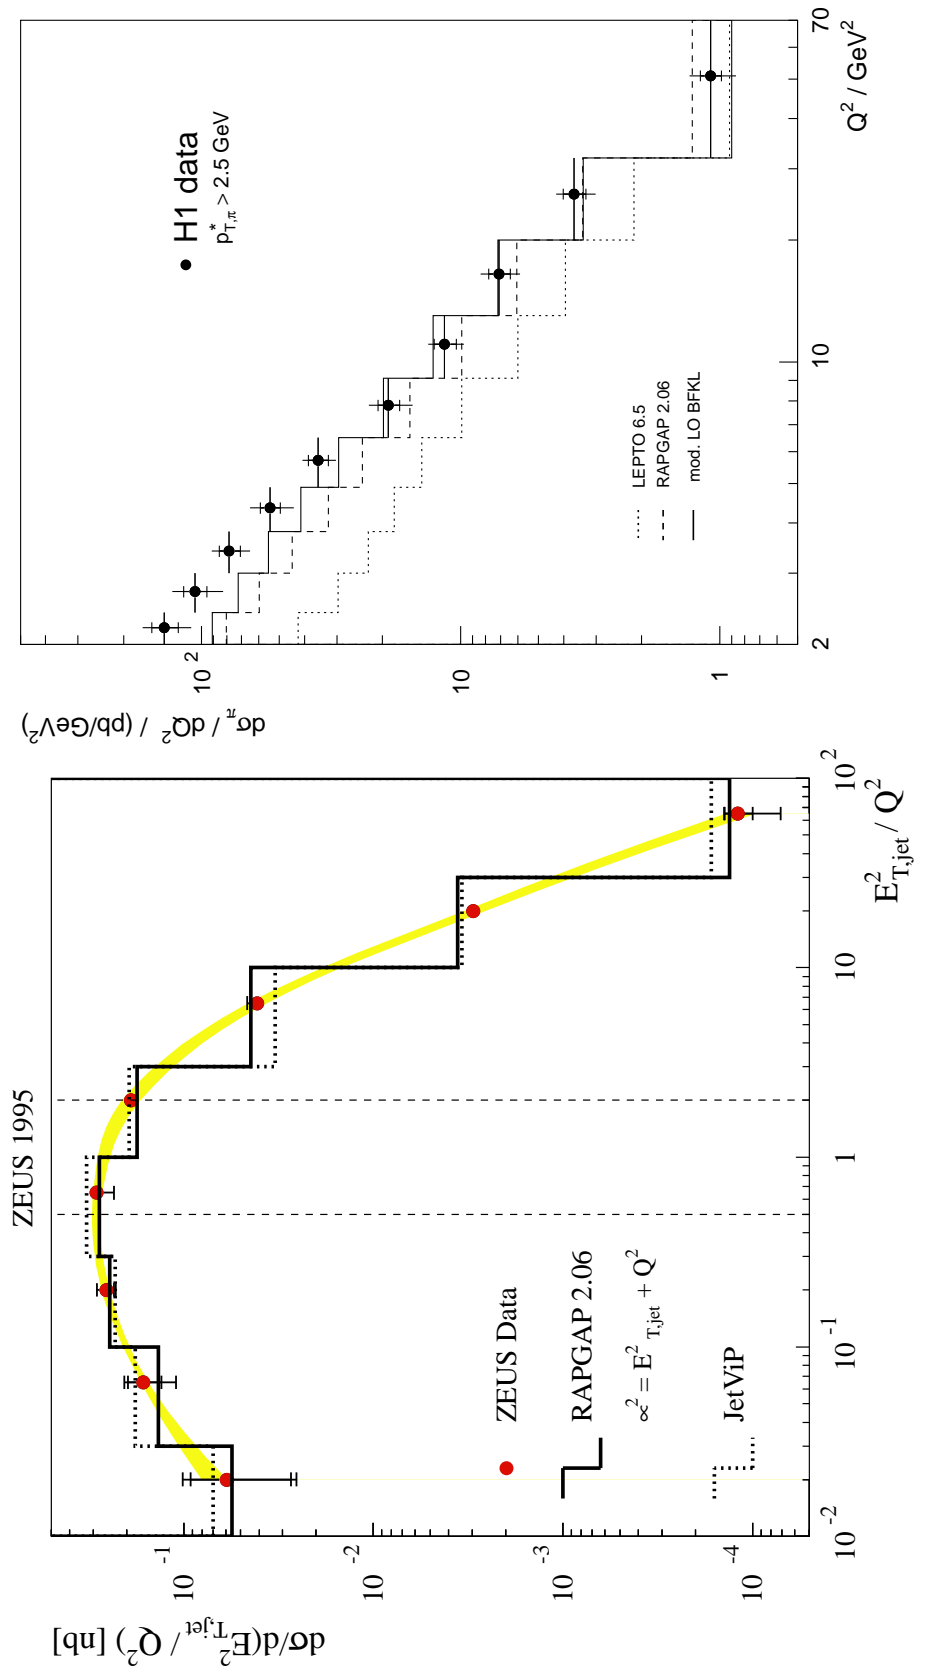 ZEUS 1995
dσ/d(E²T,jet / Q²) [nb]
10⁻¹
10⁻²
10⁻³
10⁻⁴
ZEUS Data
RAPGAP 2.06
∝² = E²T,jet + Q²
JetViP
10⁻² 10⁻¹ 1 10 10²
E²T,jet / Q²
dσπ / dQ² / (pb/GeV²)
10²
10
1
H1 data
p*T,π > 2.5 GeV
LEPTO 6.5
RAPGAP 2.06
mod. LO BFKL
2 10 70
Q² / GeV²